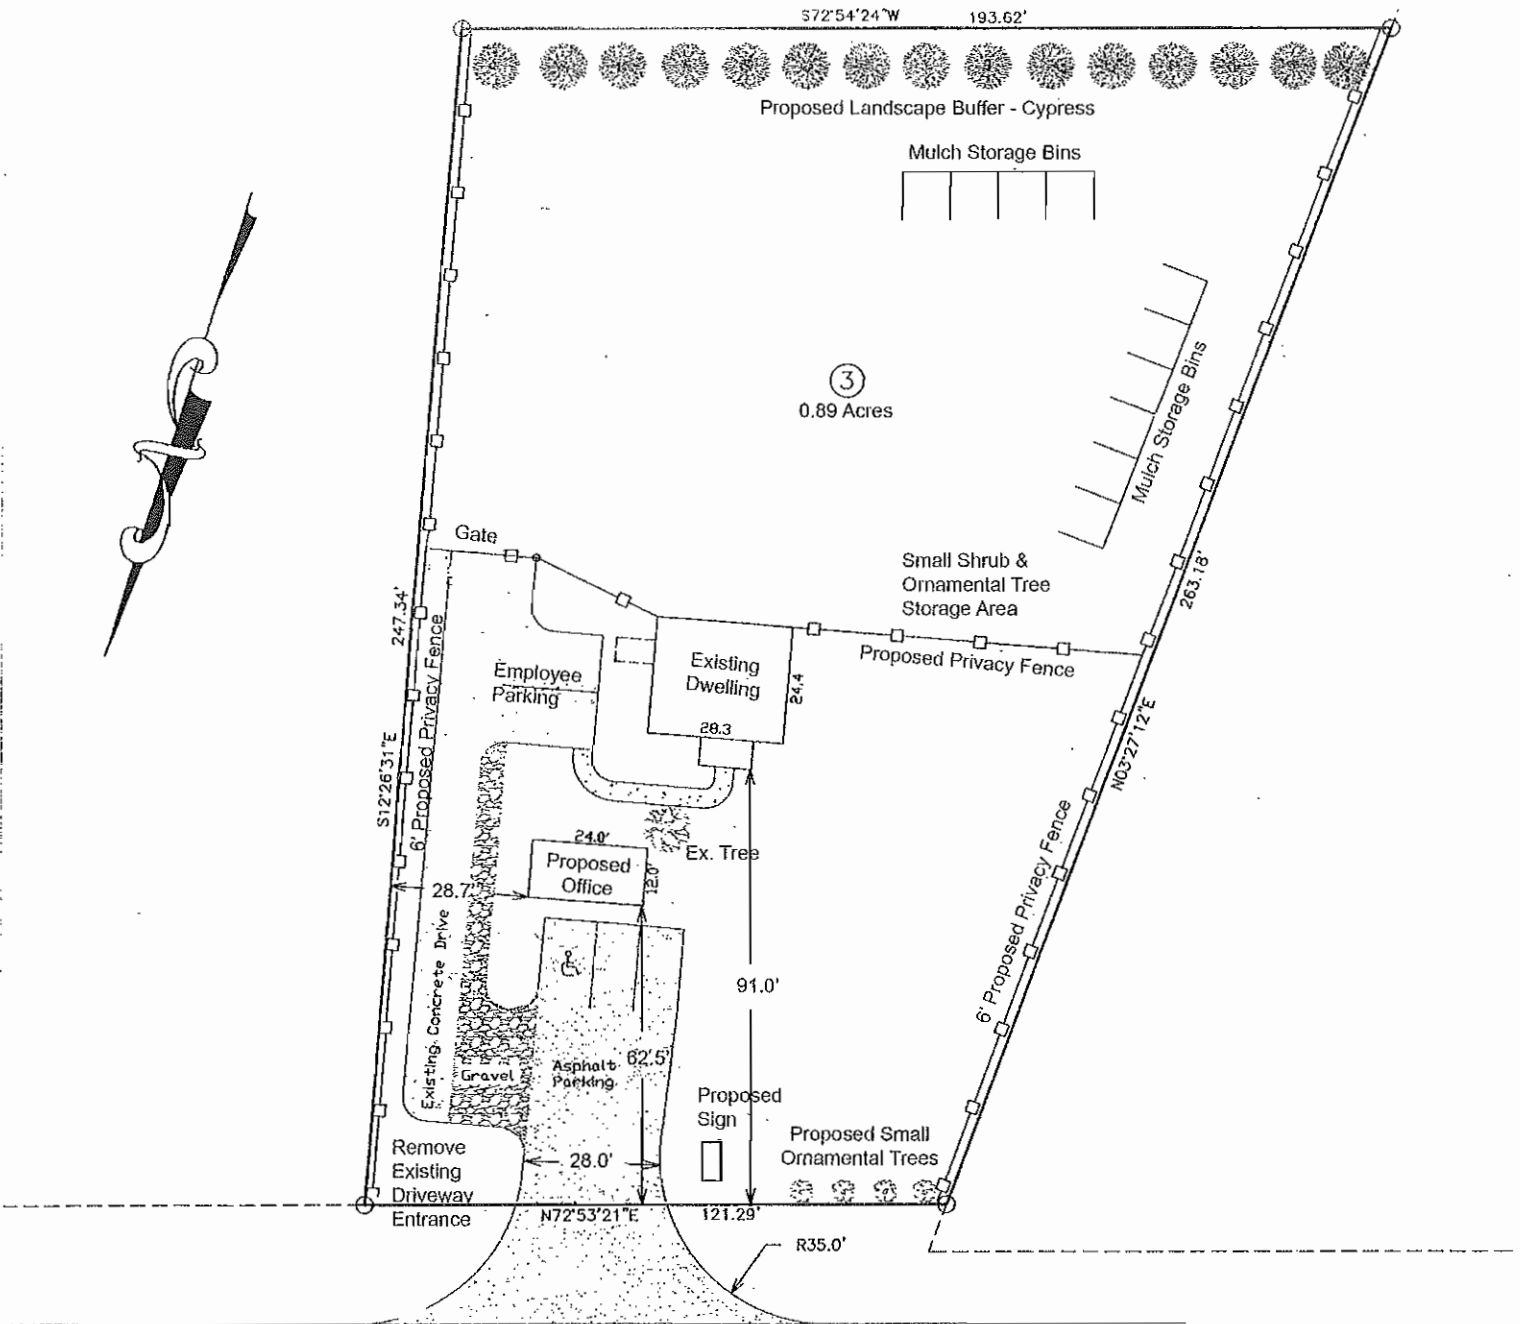 S72°54'24"W 193.62'
Proposed Landscape Buffer - Cypress
Mulch Storage Bins
3
0.89 Acres
Mulch Storage Bins
Gate
Small Shrub &
Ornamental Tree
Storage Area
263.18'
247.34'
Proposed Privacy Fence
Existing
Dwelling
24.4
28.3
Employee
Parking
6' Proposed Privacy Fence
S12°26'31"E
N03°27'12"E
24.0'
Proposed
Office
12.0'
Ex. Tree
28.7'
Existing Concrete Drive
91.0'
6' Proposed Privacy Fence
62.5'
Gravel
Asphalt
Parking
Proposed
Sign
Proposed Small
Ornamental Trees
Remove
Existing
Driveway
Entrance
28.0'
N72°53'21"E 121.29'
R35.0'